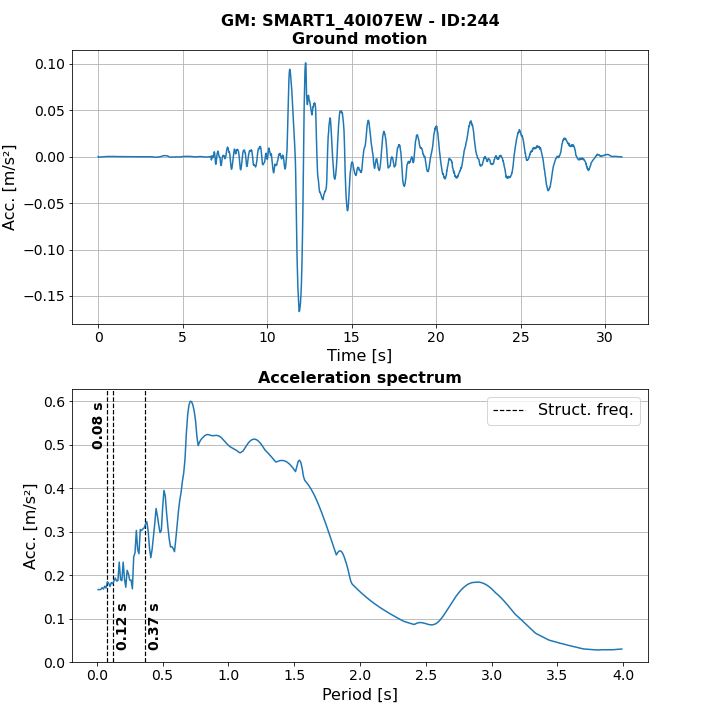 GM: SMART1_40I07EW - ID:244
Ground motion
0.10
0.05
0.00
−0.05
−0.10
−0.15
Acc. [m/s²]
0 5 10 15 20 25 30
Time [s]
Acceleration spectrum
0.6
0.5
0.4
0.3
0.2
0.1
0.0
Acc. [m/s²]
0.08 s
0.12 s
0.37 s
Struct. freq.
0.0 0.5 1.0 1.5 2.0 2.5 3.0 3.5 4.0
Period [s]